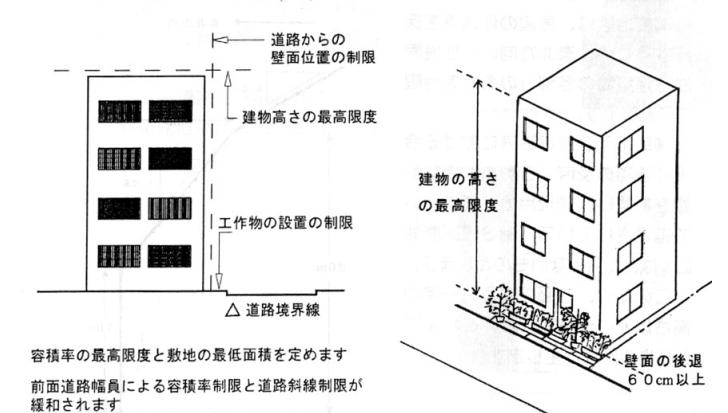 道路からの
壁面位置の制限
建物高さの最高限度
工作物の設置の制限
△ 道路境界線
容積率の最高限度と敷地の最低面積を定めます
前面道路幅員による容積率制限と道路斜線制限が
緩和されます
建物の高さ
の最高限度
壁面の後退
６０cm以上